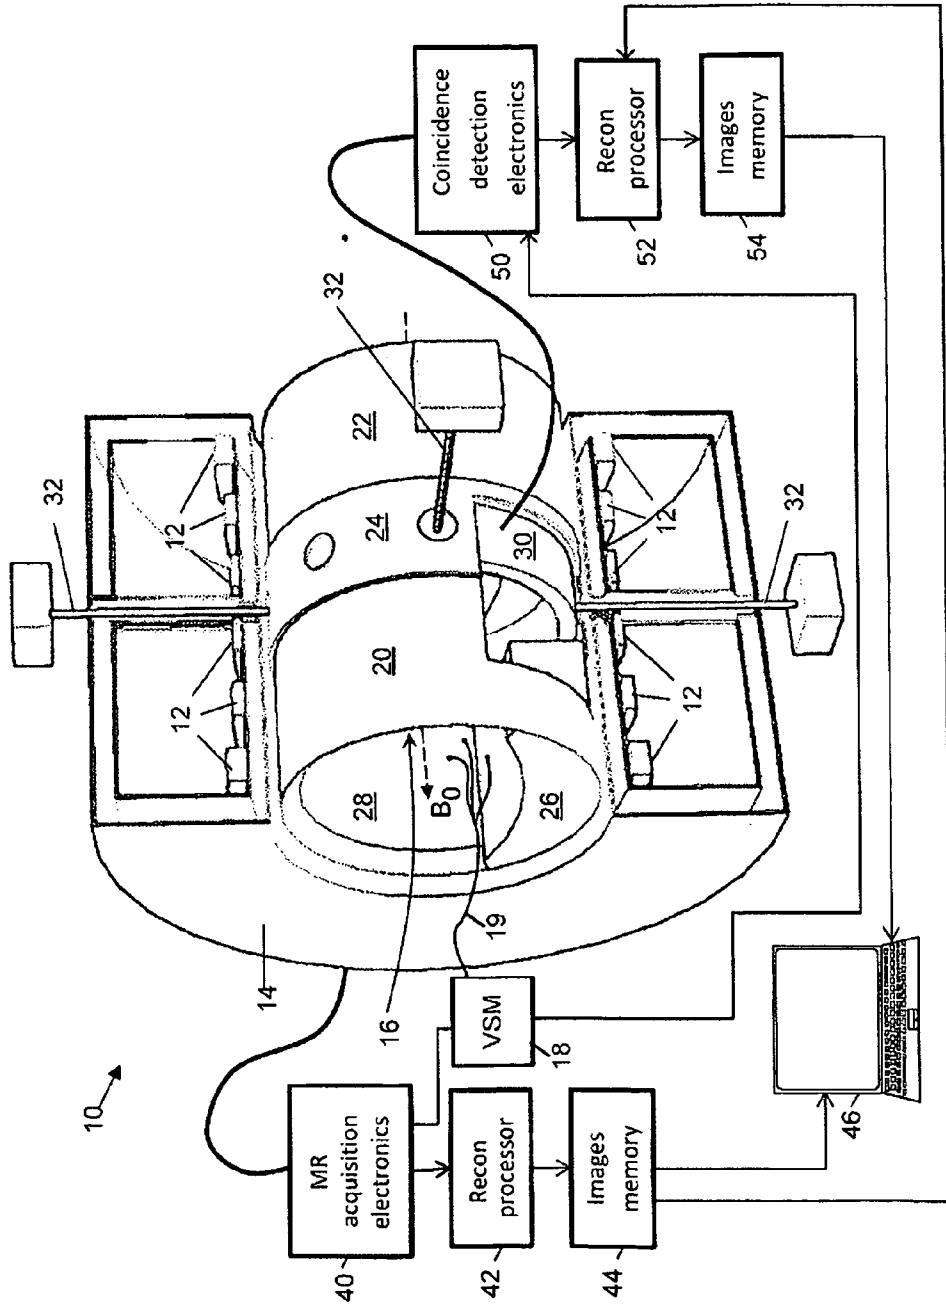 10
14
12
12
32
22
24
32
20
30
28
B0
26
12
12
32
16
19
VSM
18
MR
acquisition
electronics
40
Recon
processor
42
Images
memory
44
46
Coincidence
detection
electronics
50
Recon
processor
52
Images
memory
54